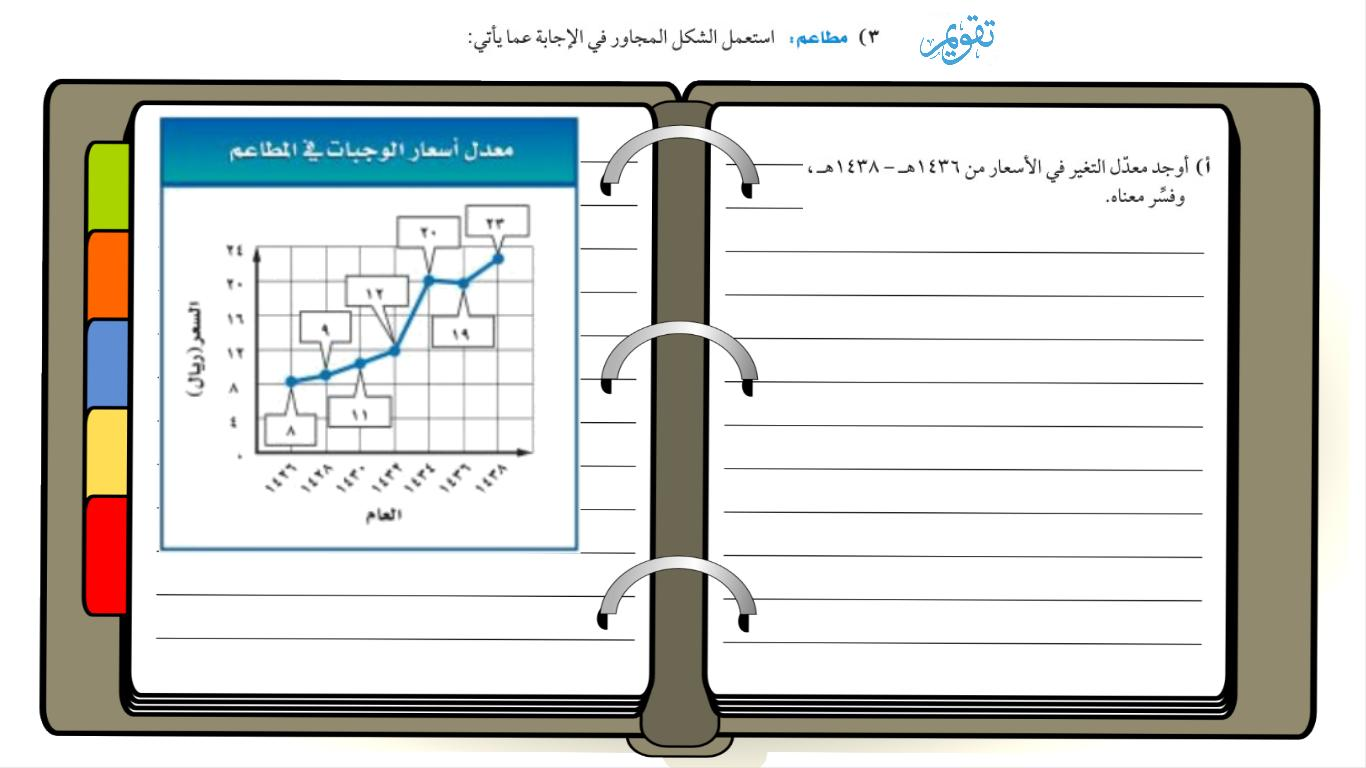 تقويم
٣) مطاعم: استعمل الشكل المجاور في الإجابة عما يأتي:
أ) أوجد معدّل التغير في الأسعار من ١٤٣٦هـ – ١٤٣٨هـ ،
وفسِّر معناه.
معدل أسعار الوجبات في المطاعم
السعر (ريال)
٢٤
٢٠
١٦
١٢
٨
٤
٠
٨
٩
١١
١٢
٢٠
١٩
٢٣
١٤٢٦ ١٤٢٨ ١٤٣٠ ١٤٣٢ ١٤٣٤ ١٤٣٦ ١٤٣٨
العام